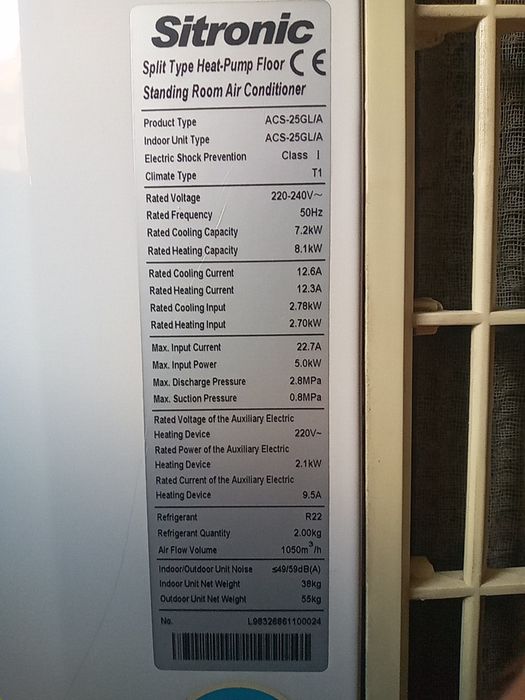 Sitronic
Split Type Heat-Pump Floor CE
Standing Room Air Conditioner
Product Type ACS-25GL/A
Indoor Unit Type ACS-25GL/A
Electric Shock Prevention Class I
Climate Type T1
Rated Voltage 220-240V~
Rated Frequency 50Hz
Rated Cooling Capacity 7.2kW
Rated Heating Capacity 8.1kW
Rated Cooling Current 12.6A
Rated Heating Current 12.3A
Rated Cooling Input 2.78kW
Rated Heating Input 2.70kW
Max. Input Current 22.7A
Max. Input Power 5.0kW
Max. Discharge Pressure 2.8MPa
Max. Suction Pressure 0.8MPa
Rated Voltage of the Auxiliary Electric
Heating Device 220V~
Rated Power of the Auxiliary Electric
Heating Device 2.1kW
Rated Current of the Auxiliary Electric
Heating Device 9.5A
Refrigerant R22
Refrigerant Quantity 2.00kg
Air Flow Volume 1050m³/h
Indoor/Outdoor Unit Noise ≤49/59dB(A)
Indoor Unit Net Weight 38kg
Outdoor Unit Net Weight 55kg
No. L98326861100024